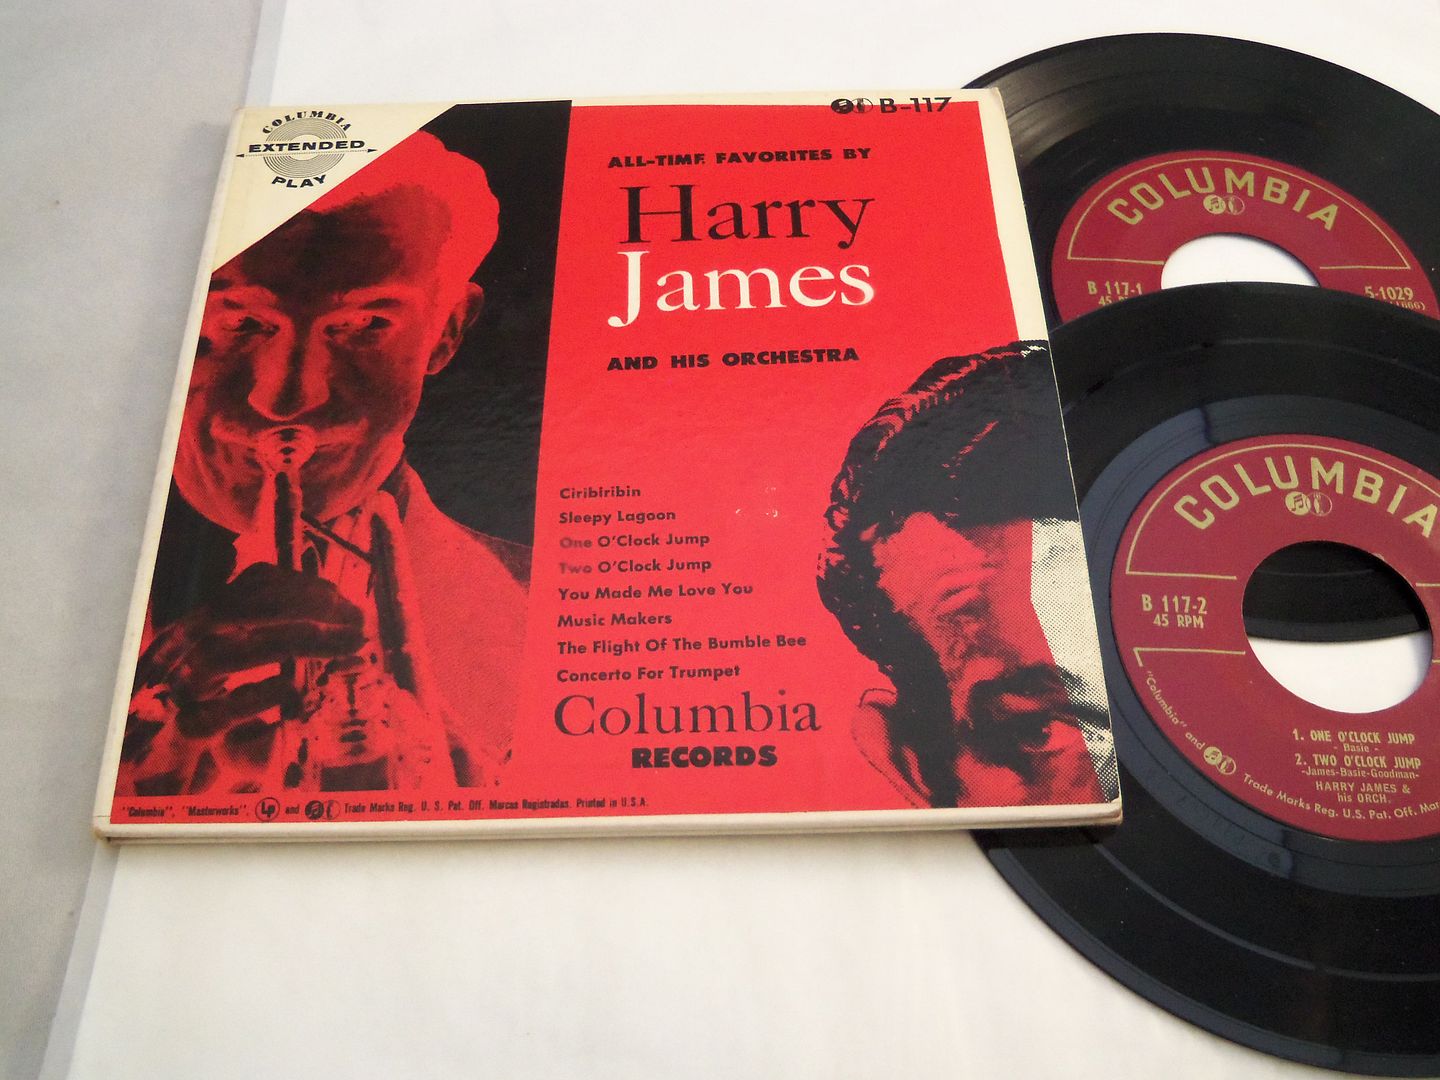 COLUMBIA
EXTENDED
PLAY
B-117
ALL-TIME FAVORITES BY
Harry
James
AND HIS ORCHESTRA
Ciribiribin
Sleepy Lagoon
One O'Clock Jump
Two O'Clock Jump
You Made Me Love You
Music Makers
The Flight Of The Bumble Bee
Concerto For Trumpet
Columbia
RECORDS
"Columbia", "Masterworks", Lp and Trade Marks Reg. U. S. Pat. Off. Marcas Registradas. Printed in U.S.A.
COLUMBIA
B 117-1
45
5-1029
COLUMBIA
B 117-2
45 RPM
1. ONE O'CLOCK JUMP
- Basie -
2. TWO O'CLOCK JUMP
-James-Basie-Goodman-
HARRY JAMES &
his ORCH.
"Columbia" and Trade Marks Reg. U.S. Pat. Off. Mar